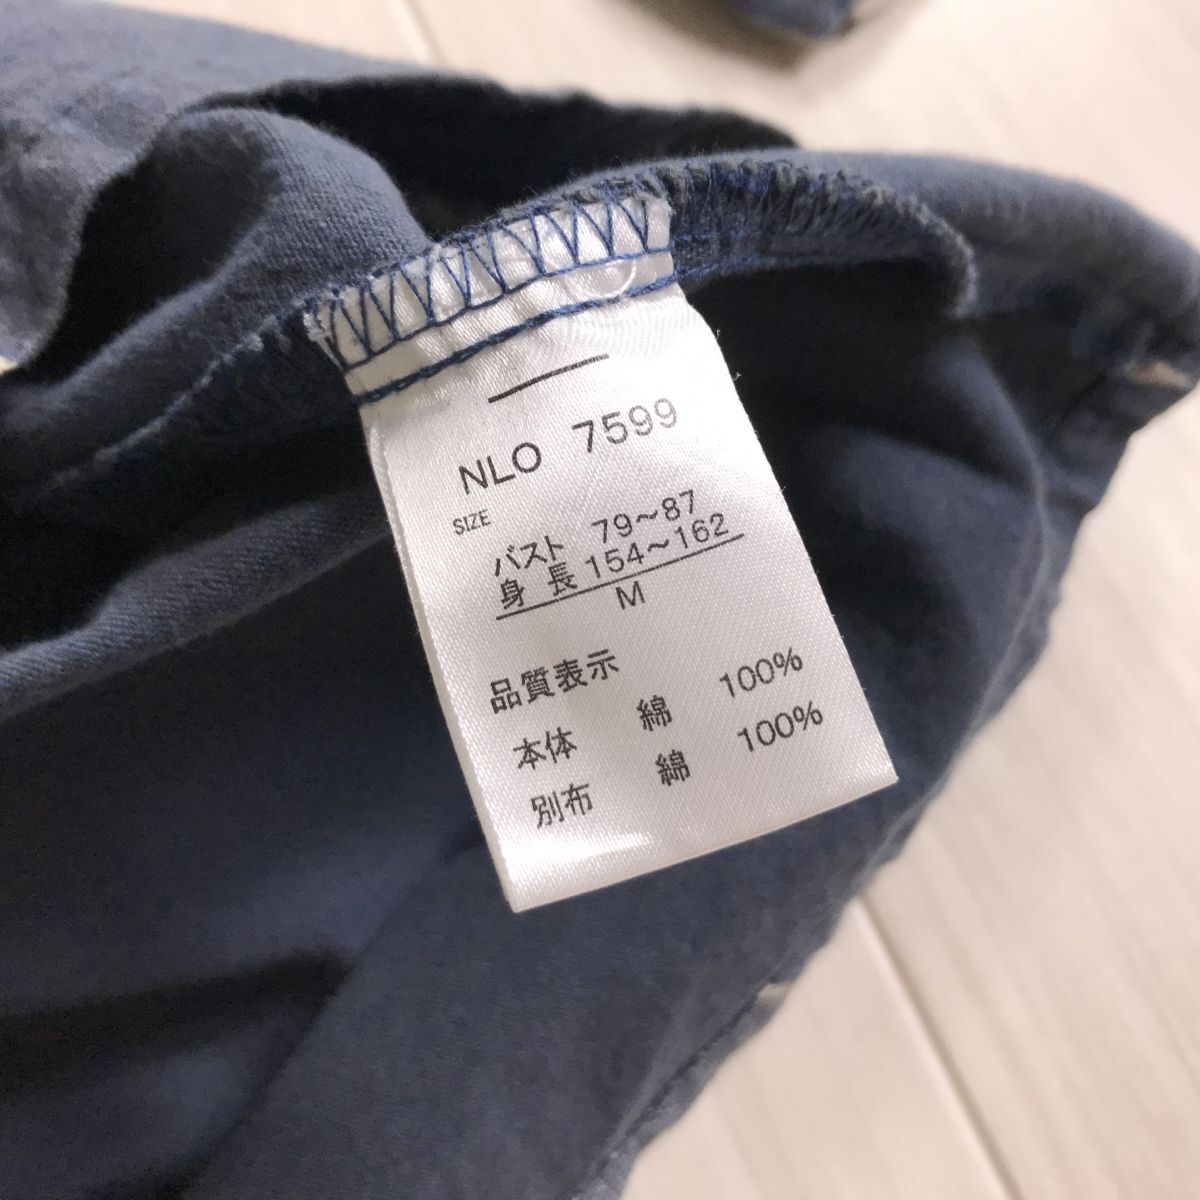 NLO 7599
SIZE
バスト 79～87
身長 154～162
M
品質表示
本体 綿 100%
別布 綿 100%